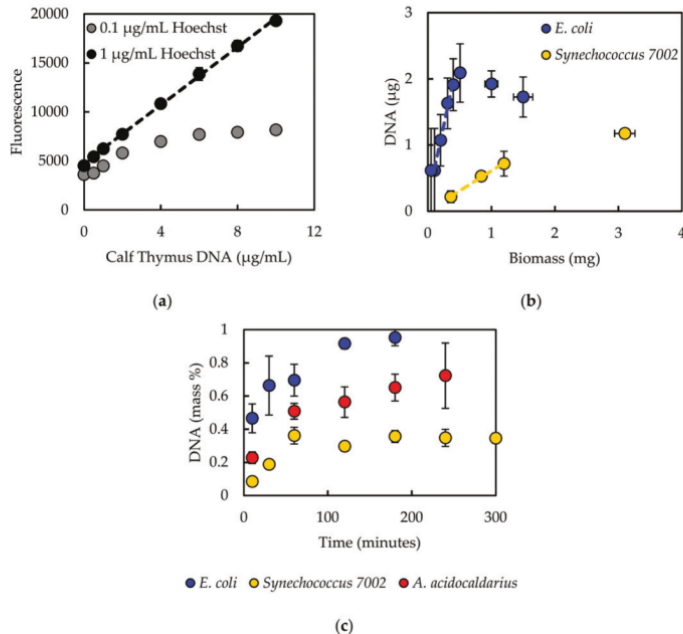 (a)
20000
15000
10000
5000
0
Fluorescence
0.1 µg/mL Hoechst
1 µg/mL Hoechst
0 4 8 12
Calf Thymus DNA (µg/mL)
(a)
(b)
3
2
1
0
DNA (µg)
E. coli
Synechococcus 7002
0 1 2 3 4
Biomass (mg)
(b)
1
0.8
0.6
0.4
0.2
0
DNA (mass %)
0 100 200 300
Time (minutes)
E. coli Synechococcus 7002 A. acidocaldarius
(c)